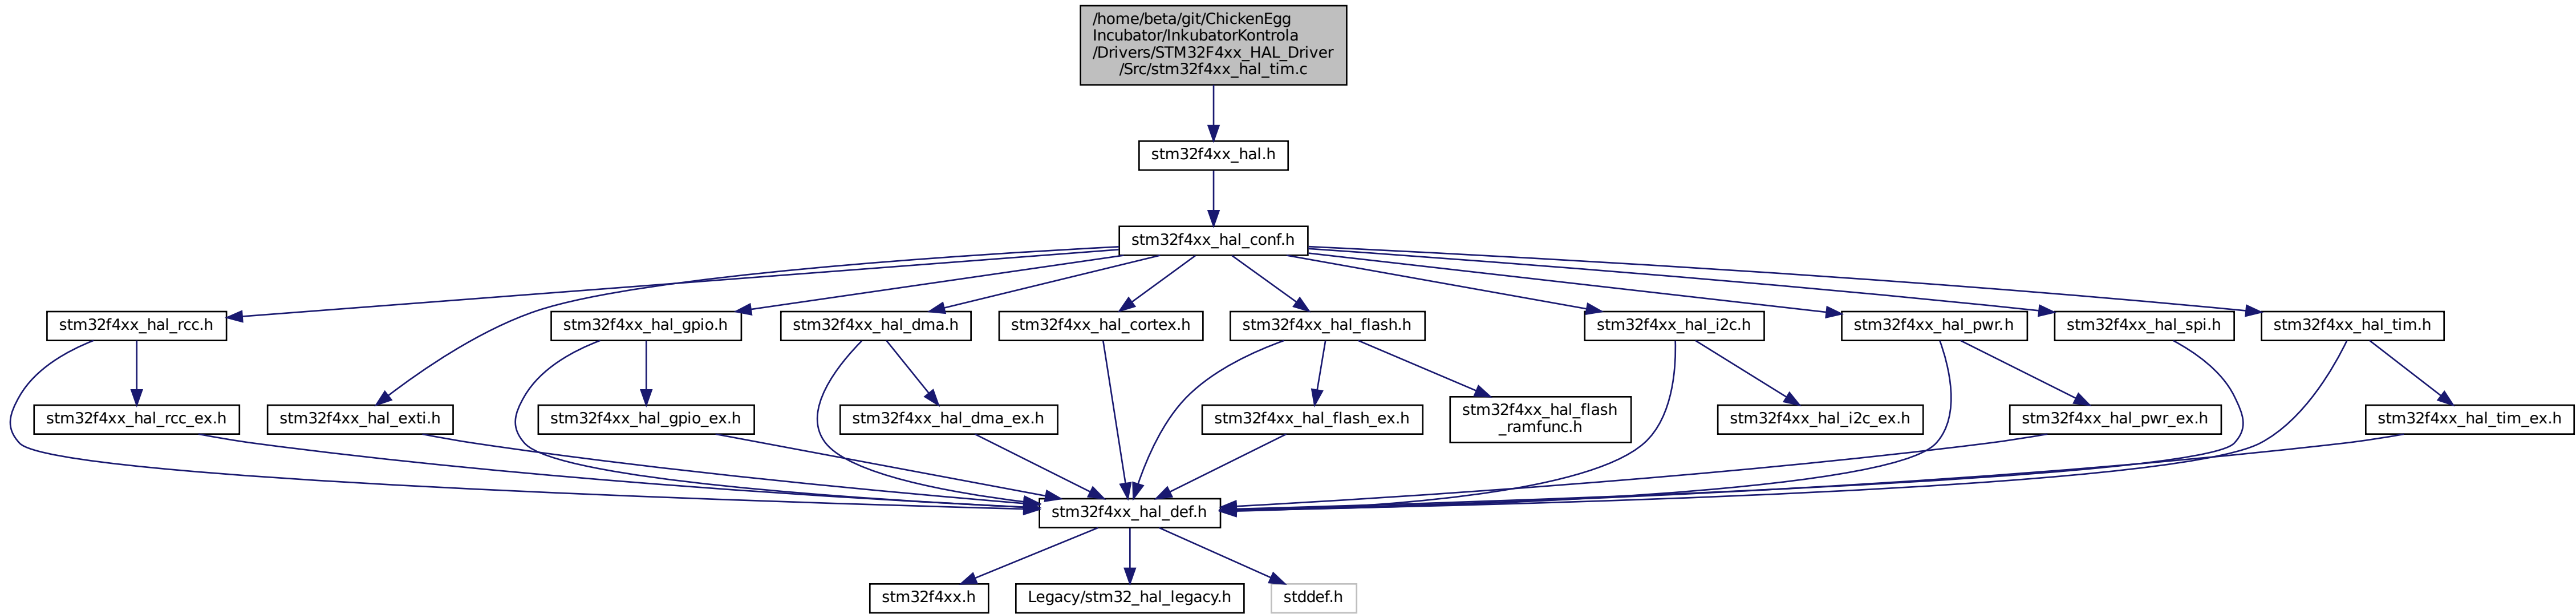 /home/beta/git/ChickenEgg
Incubator/InkubatorKontrola
/Drivers/STM32F4xx_HAL_Driver
/Src/stm32f4xx_hal_tim.c
stm32f4xx_hal.h
stm32f4xx_hal_conf.h
stm32f4xx_hal_rcc.h
stm32f4xx_hal_gpio.h
stm32f4xx_hal_dma.h
stm32f4xx_hal_cortex.h
stm32f4xx_hal_flash.h
stm32f4xx_hal_i2c.h
stm32f4xx_hal_pwr.h
stm32f4xx_hal_spi.h
stm32f4xx_hal_tim.h
stm32f4xx_hal_rcc_ex.h
stm32f4xx_hal_exti.h
stm32f4xx_hal_gpio_ex.h
stm32f4xx_hal_dma_ex.h
stm32f4xx_hal_flash_ex.h
stm32f4xx_hal_flash
_ramfunc.h
stm32f4xx_hal_i2c_ex.h
stm32f4xx_hal_pwr_ex.h
stm32f4xx_hal_tim_ex.h
stm32f4xx_hal_def.h
stm32f4xx.h
Legacy/stm32_hal_legacy.h
stddef.h